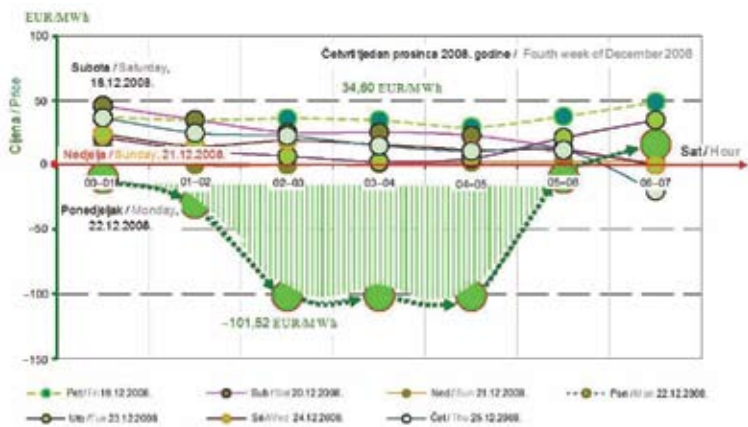 EUR/MWh
100
Četvrti tjedan prosinca 2008. godine / Fourth week of December 2008
Subota / Saturday,
18.12.2008.
34,60 EUR/MWh
50
Cijena / Price
Nedjelja / Sunday, 21.12.2008.
Sat / Hour
0
00–01
01–02
02–03
03–04
04–05
05–06
06–07
Ponedjeljak / Monday,
22.12.2008.
−50
−100
−101,52 EUR/MWh
−150
Pet / Fri 19.12.2008.
Sub / Sat 20.12.2008.
Ned / Sun 21.12.2008.
Pon / Mon 22.12.2008.
Uto / Tue 23.12.2008.
Sri / Wed 24.12.2008.
Čet / Thu 25.12.2008.